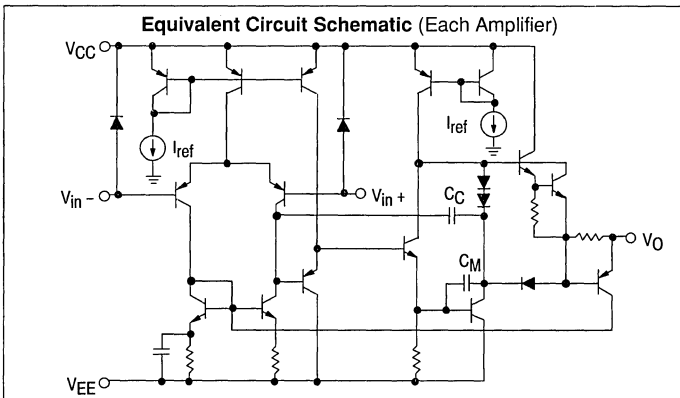 Equivalent Circuit Schematic (Each Amplifier)
VCC
Iref
Iref
Vin –
Vin +
CC
VO
CM
VEE